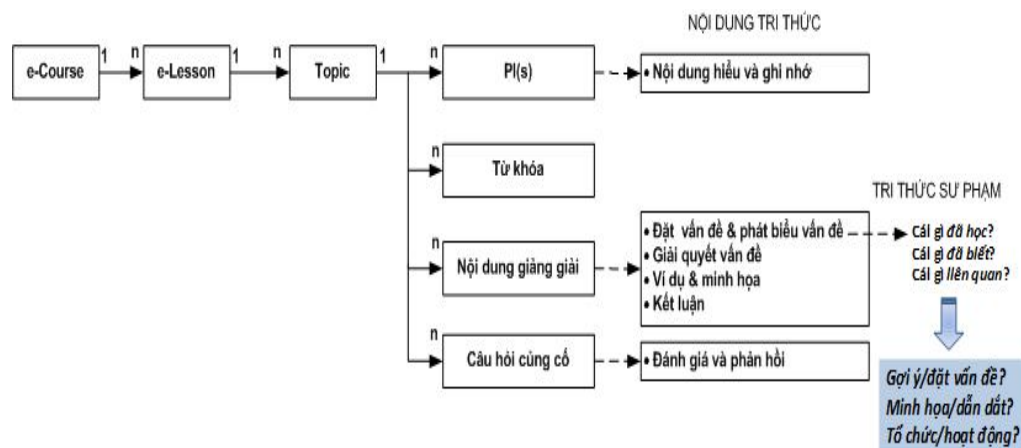 NỘI DUNG TRI THỨC
e-Course
1
n
e-Lesson
1
n
Topic
1
n
PI(s)
• Nội dung hiểu và ghi nhớ
n
Từ khóa
TRI THỨC SƯ PHẠM
n
Nội dung giảng giải
• Đặt vấn đề & phát biểu vấn đề
• Giải quyết vấn đề
• Ví dụ & minh họa
• Kết luận
Cái gì đã học?
Cái gì đã biết?
Cái gì liên quan?
n
Câu hỏi củng cố
• Đánh giá và phản hồi
Gợi ý/đặt vấn đề?
Minh họa/dẫn dắt?
Tổ chức/hoạt động?